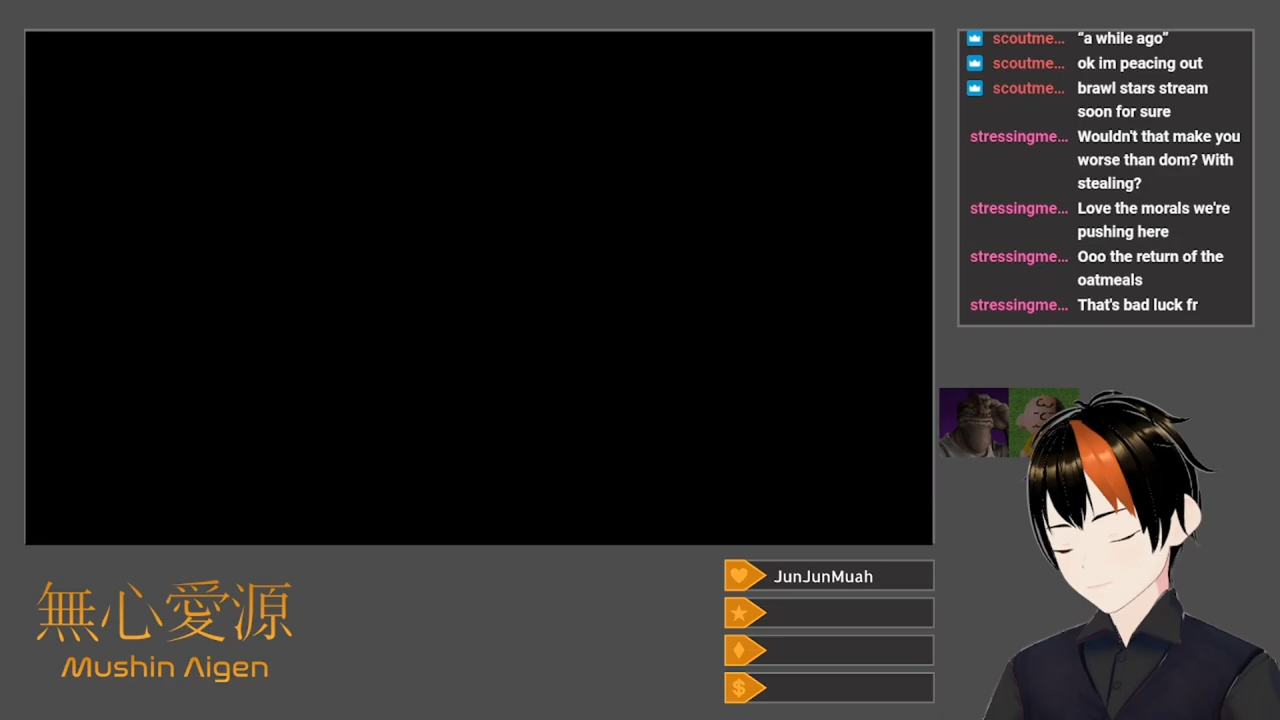 scoutme... “a while ago”
scoutme... ok im peacing out
scoutme... brawl stars stream
soon for sure
stressingme... Wouldn't that make you
worse than dom? With
stealing?
stressingme... Love the morals we're
pushing here
stressingme... Ooo the return of the
oatmeals
stressingme... That's bad luck fr
JunJunMuah
$
無心愛源
Mushin Aigen